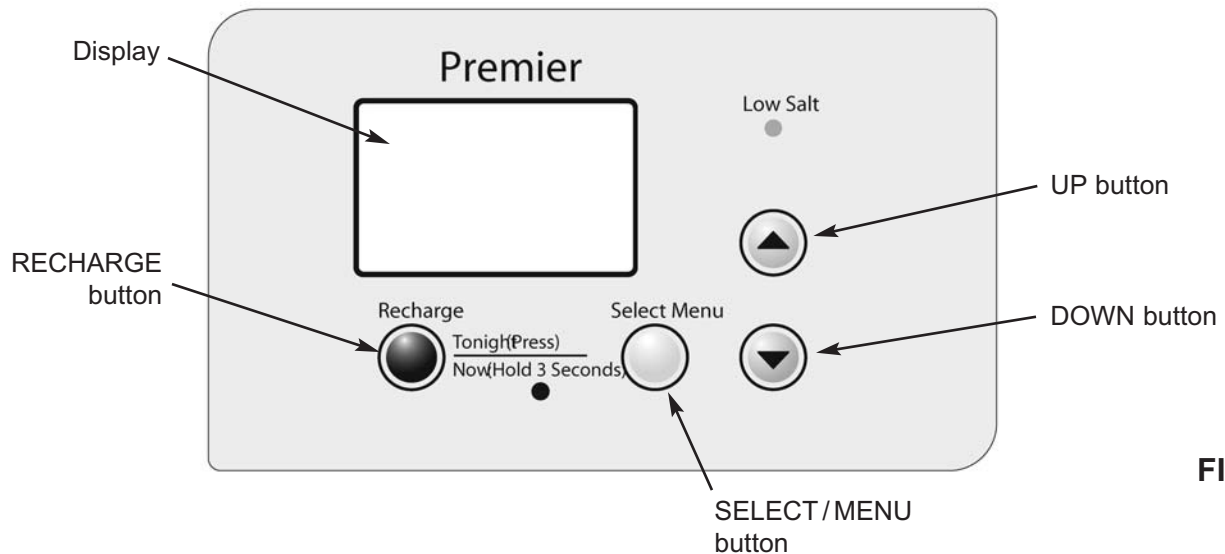 Display
Premier
Low Salt
UP button
RECHARGE
button
Recharge
Tonight(Press)
Now(Hold 3 Seconds)
Select Menu
DOWN button
SELECT / MENU
button
FI